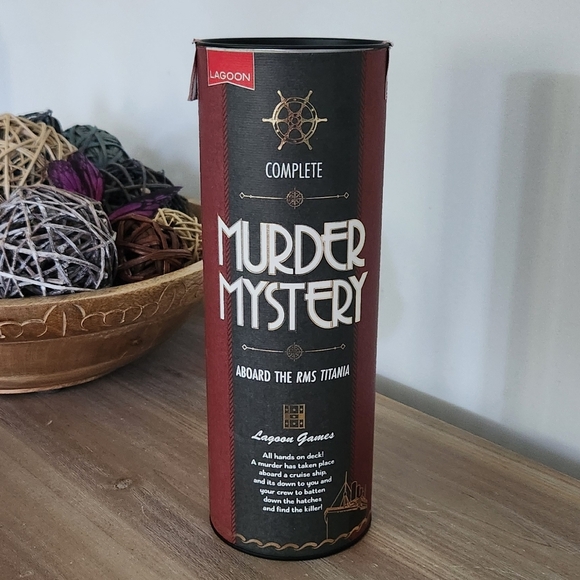 LAGOON
COMPLETE
MURDER
MYSTERY
ABOARD THE RMS TITANIA
Lagoon Games
All hands on deck!
A murder has taken place
aboard a cruise ship,
and its down to you and
your crew to batten
down the hatches
and find the killer!